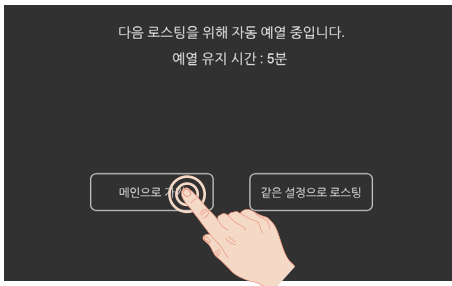 다음 로스팅을 위해 자동 예열 중입니다.
예열 유지 시간 : 5분
메인으로
같은 설정으로 로스팅